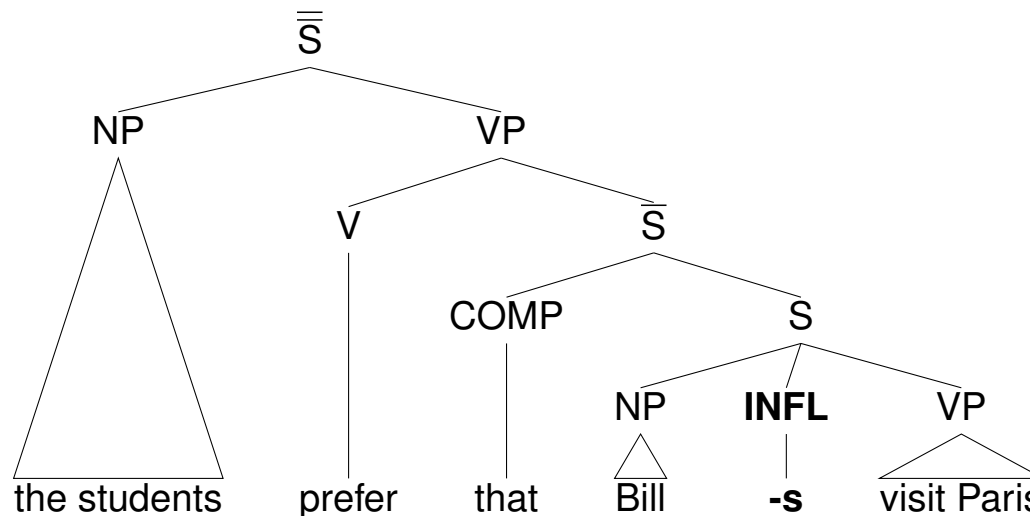 S
NP VP
V S
COMP S
NP INFL VP
the students prefer that Bill -s visit Paris